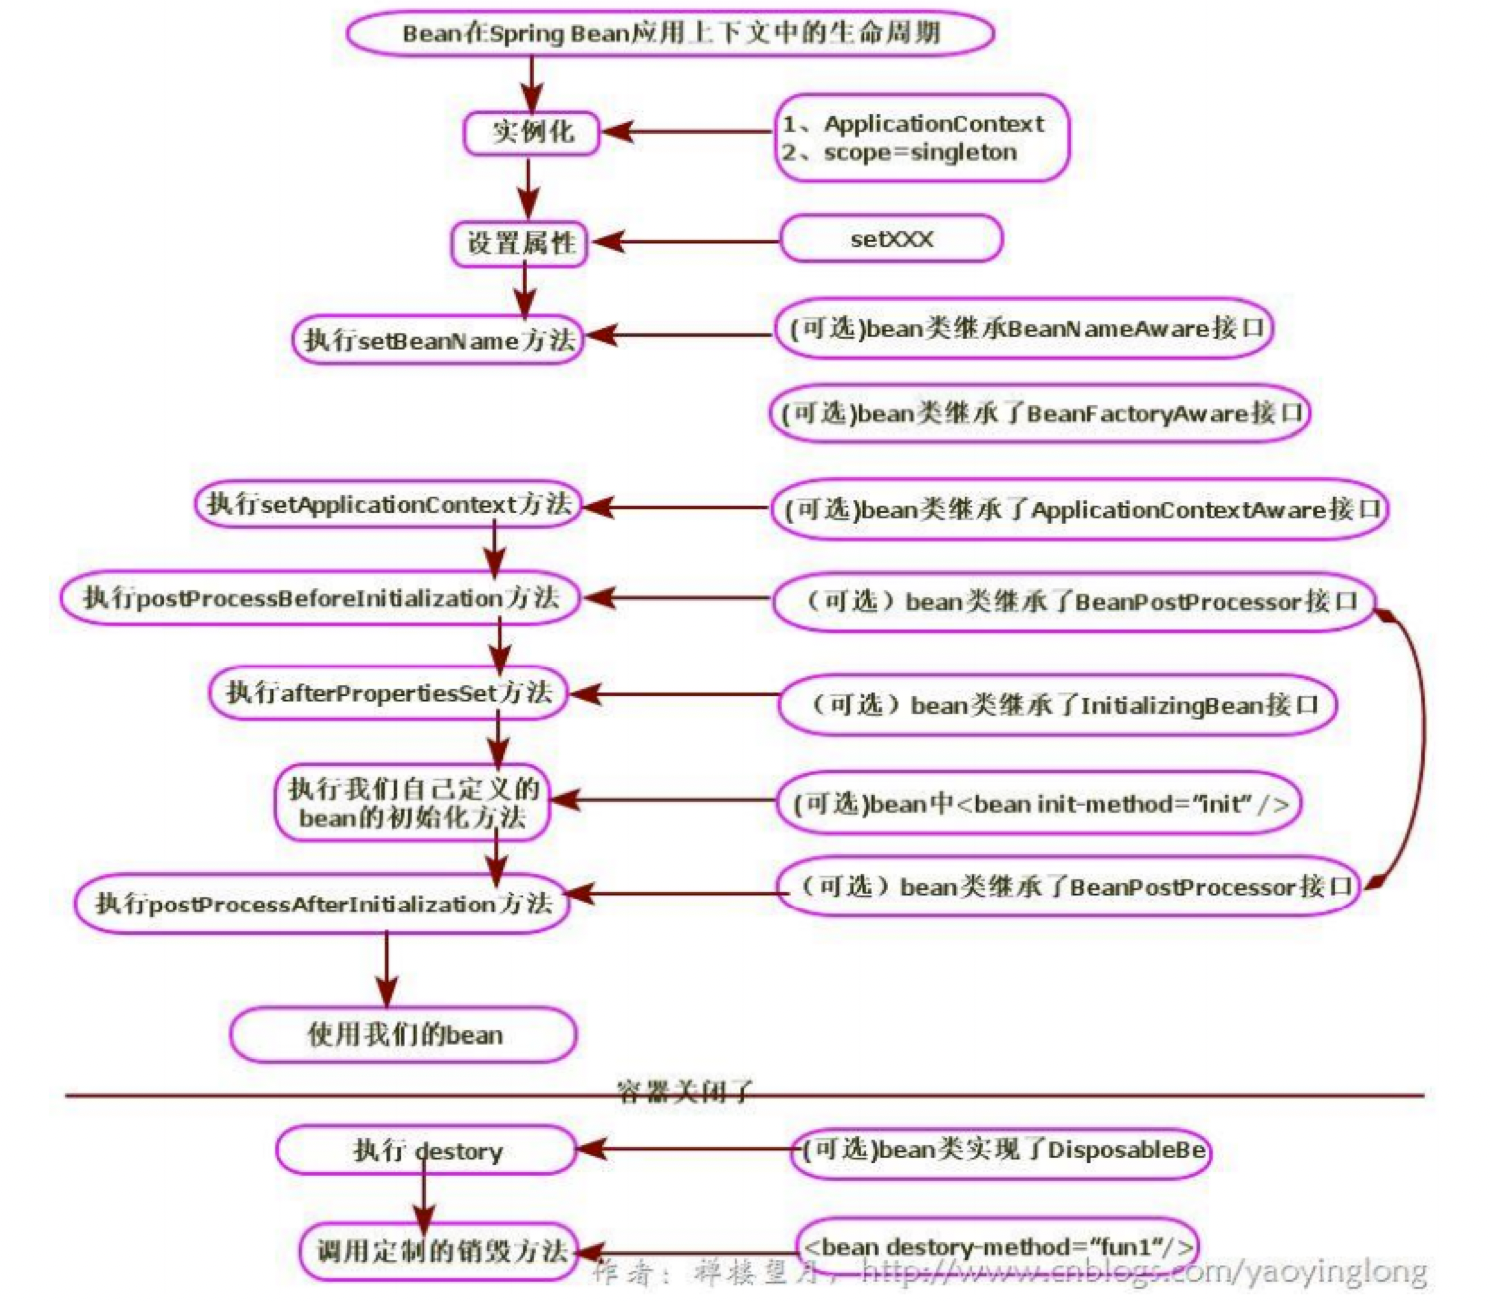 Bean在Spring Bean应用上下文中的生命周期
实例化
1、ApplicationContext
2、scope=singleton
设置属性
setXXX
执行setBeanName方法
(可选)bean类继承BeanNameAware接口
(可选)bean类继承了BeanFactoryAware接口
执行setApplicationContext方法
(可选)bean类继承了ApplicationContextAware接口
执行postProcessBeforeInitialization方法
（可选）bean类继承了BeanPostProcessor接口
执行afterPropertiesSet方法
（可选）bean类继承了InitializingBean接口
执行我们自己定义的
bean的初始化方法
(可选)bean中<bean init-method=“init” />
执行postProcessAfterInitialization方法
（可选）bean类继承了BeanPostProcessor接口
使用我们的bean
容器关闭了
执行 destory
(可选)bean类实现了DisposableBe
调用定制的销毁方法
<bean destory-method=“fun1”/>
作者：禅楼望月，http://www.cnblogs.com/yaoyinglong